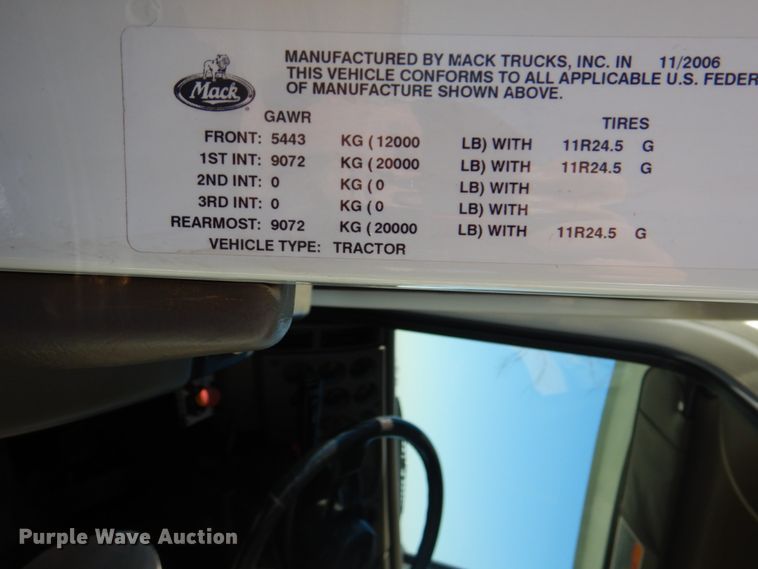 Mack
MANUFACTURED BY MACK TRUCKS, INC. IN 11/2006
THIS VEHICLE CONFORMS TO ALL APPLICABLE U.S. FEDER
OF MANUFACTURE SHOWN ABOVE.
GAWR TIRES
FRONT: 5443 KG ( 12000 LB) WITH 11R24.5 G
1ST INT: 9072 KG ( 20000 LB) WITH 11R24.5 G
2ND INT: 0 KG ( 0 LB) WITH
3RD INT: 0 KG ( 0 LB) WITH
REARMOST: 9072 KG ( 20000 LB) WITH 11R24.5 G
VEHICLE TYPE: TRACTOR
Purple Wave Auction